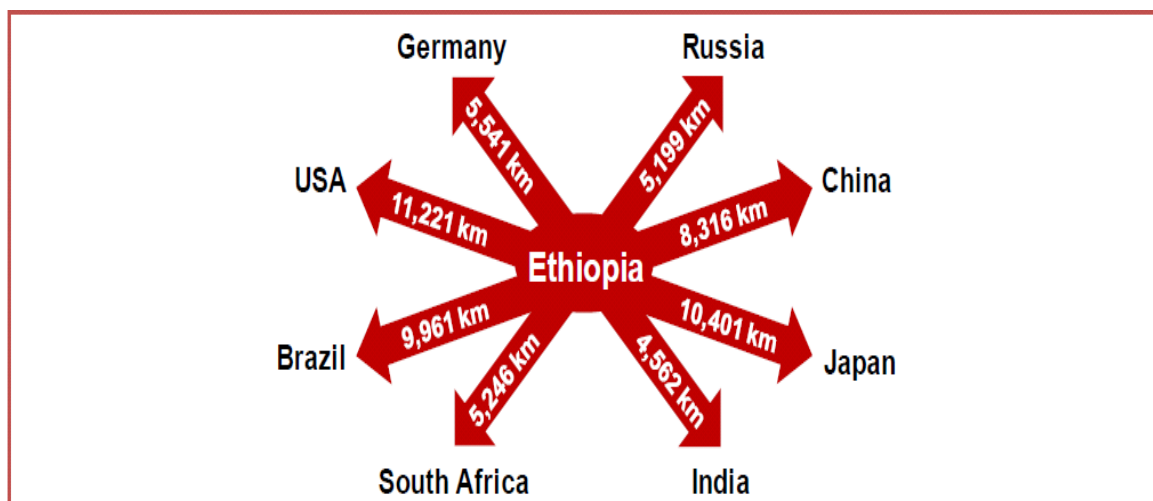 Germany
Russia
5,541 km
5,199 km
USA
China
11,221 km
8,316 km
Ethiopia
9,961 km
10,401 km
Brazil
Japan
5,246 km
4,562 km
South Africa
India